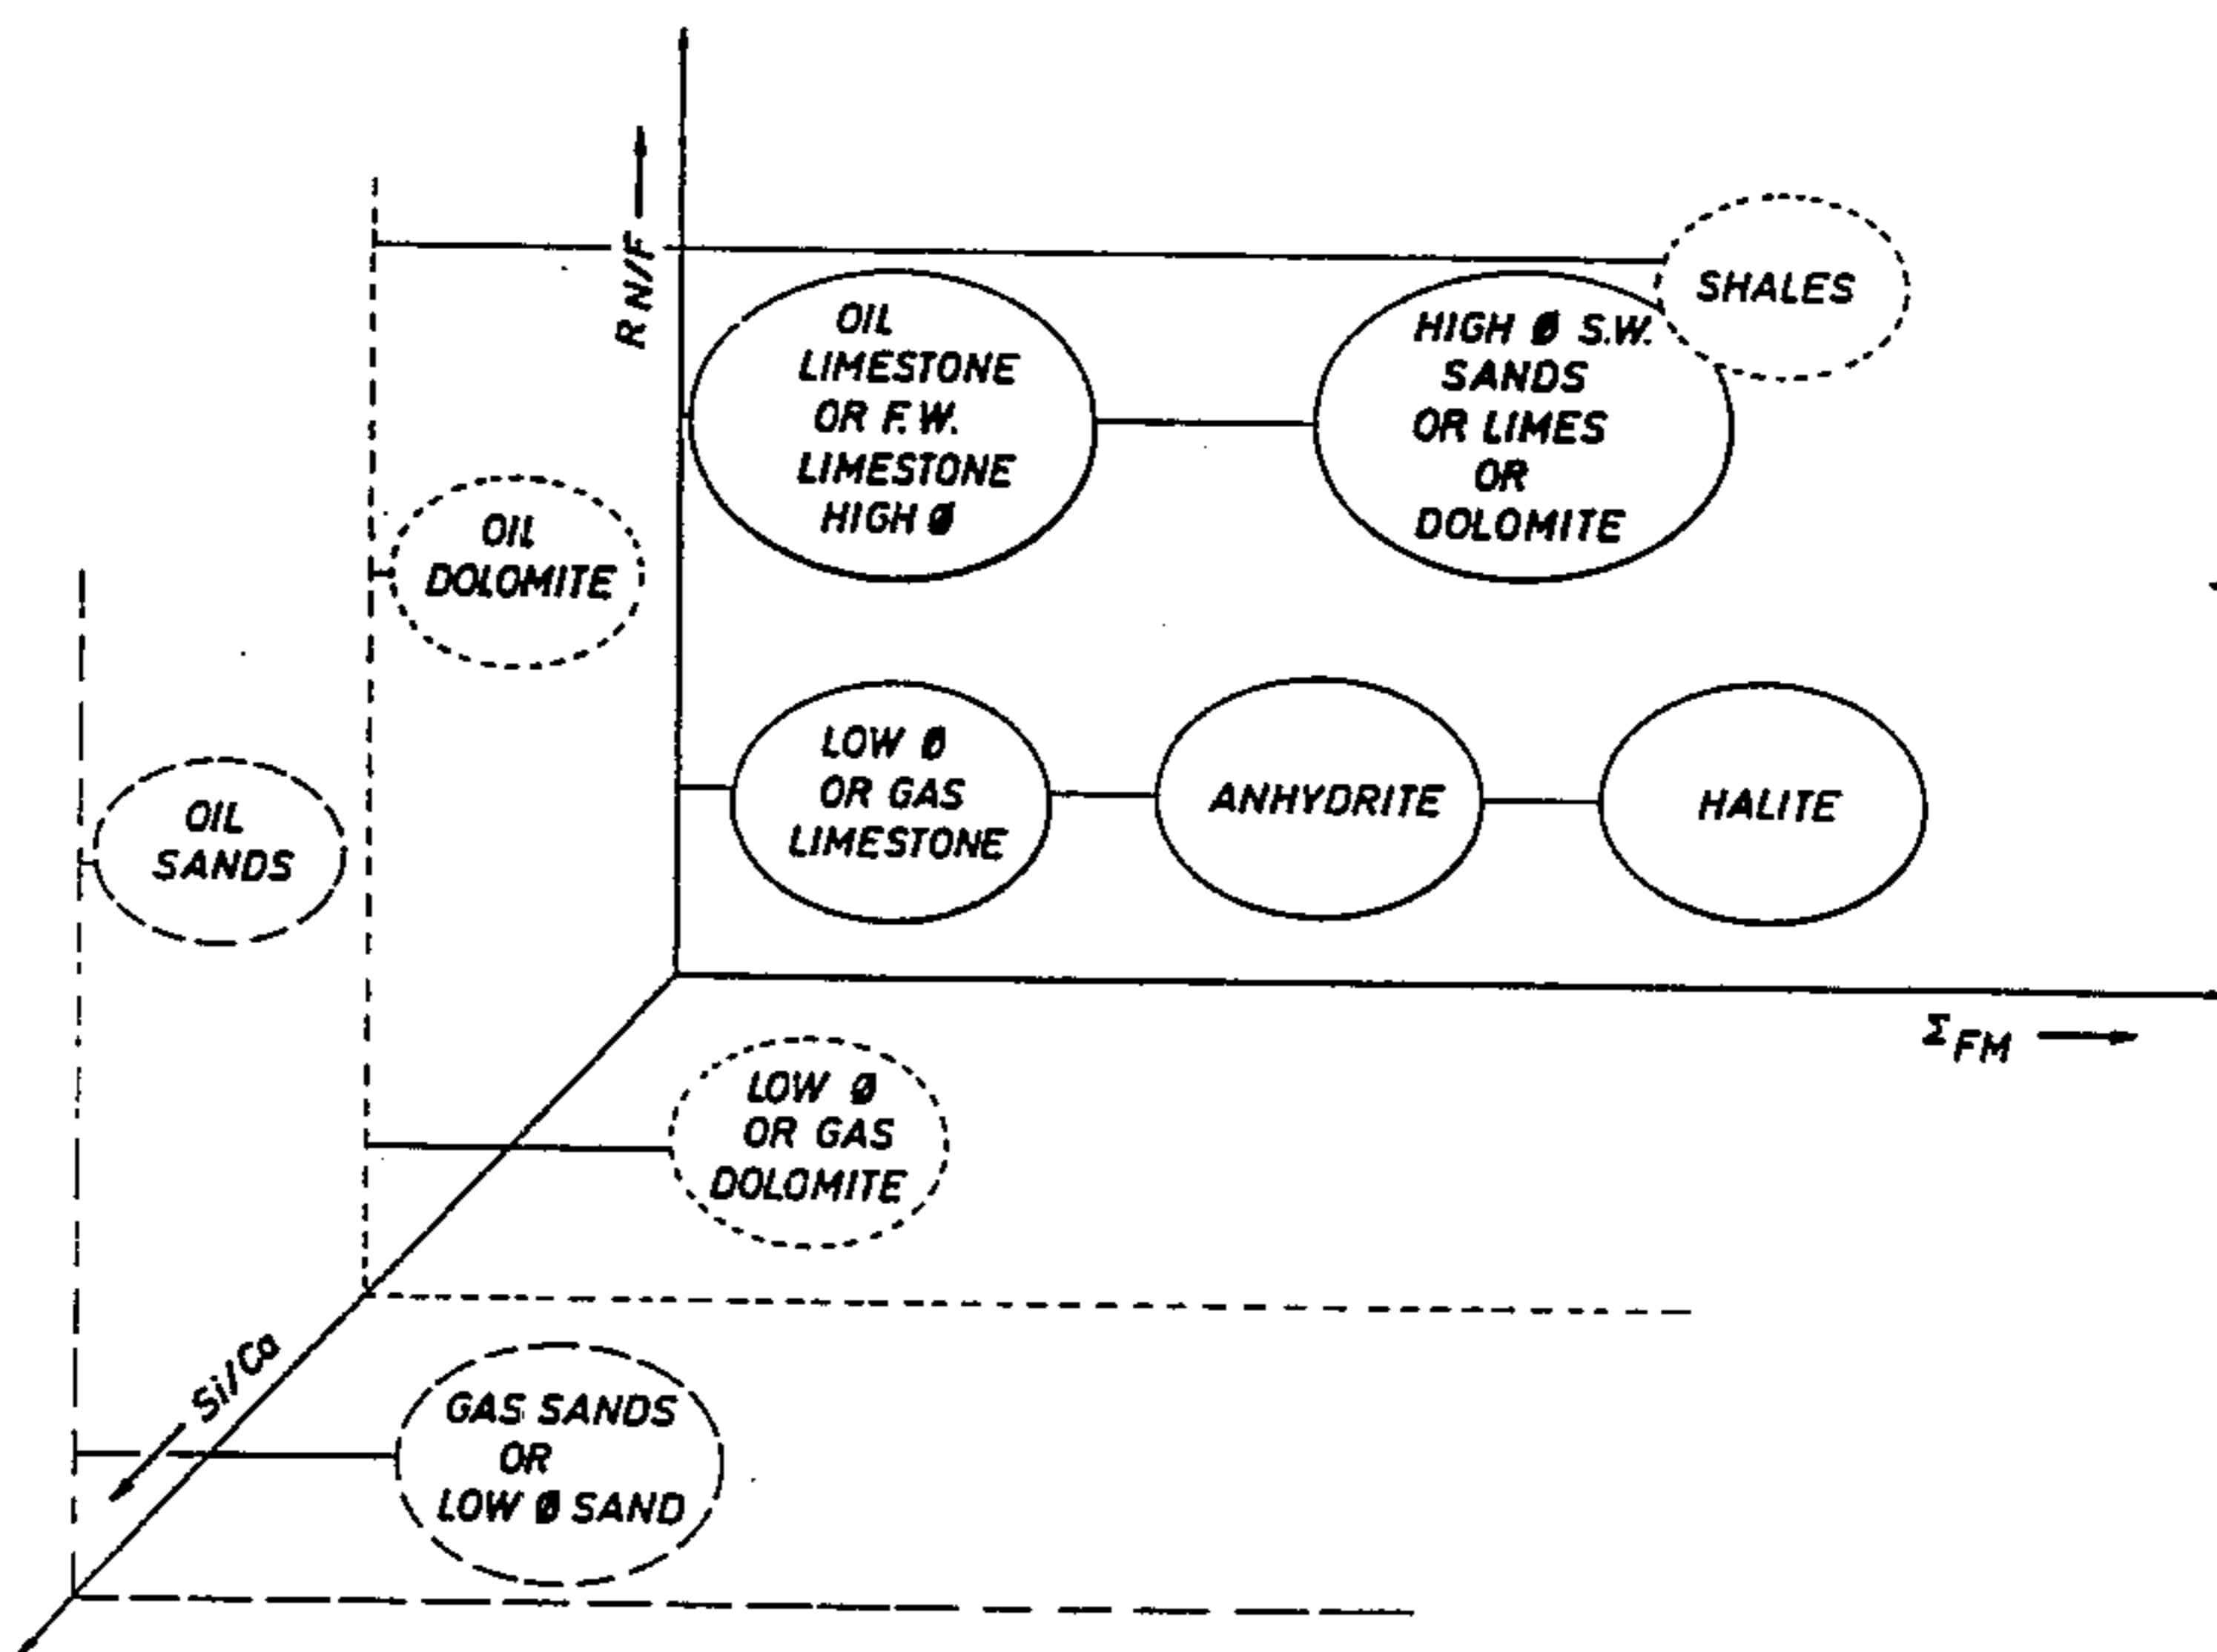 R N/F
SHALES
OIL
LIMESTONE
OR F.W.
LIMESTONE
HIGH Ø
HIGH Ø S.W.
SANDS
OR LIMES
OR
DOLOMITE
OIL
DOLOMITE
LOW Ø
OR GAS
LIMESTONE
ANHYDRITE
HALITE
OIL
SANDS
ΣFM
LOW Ø
OR GAS
DOLOMITE
Si/Ca
GAS SANDS
OR
LOW Ø SAND